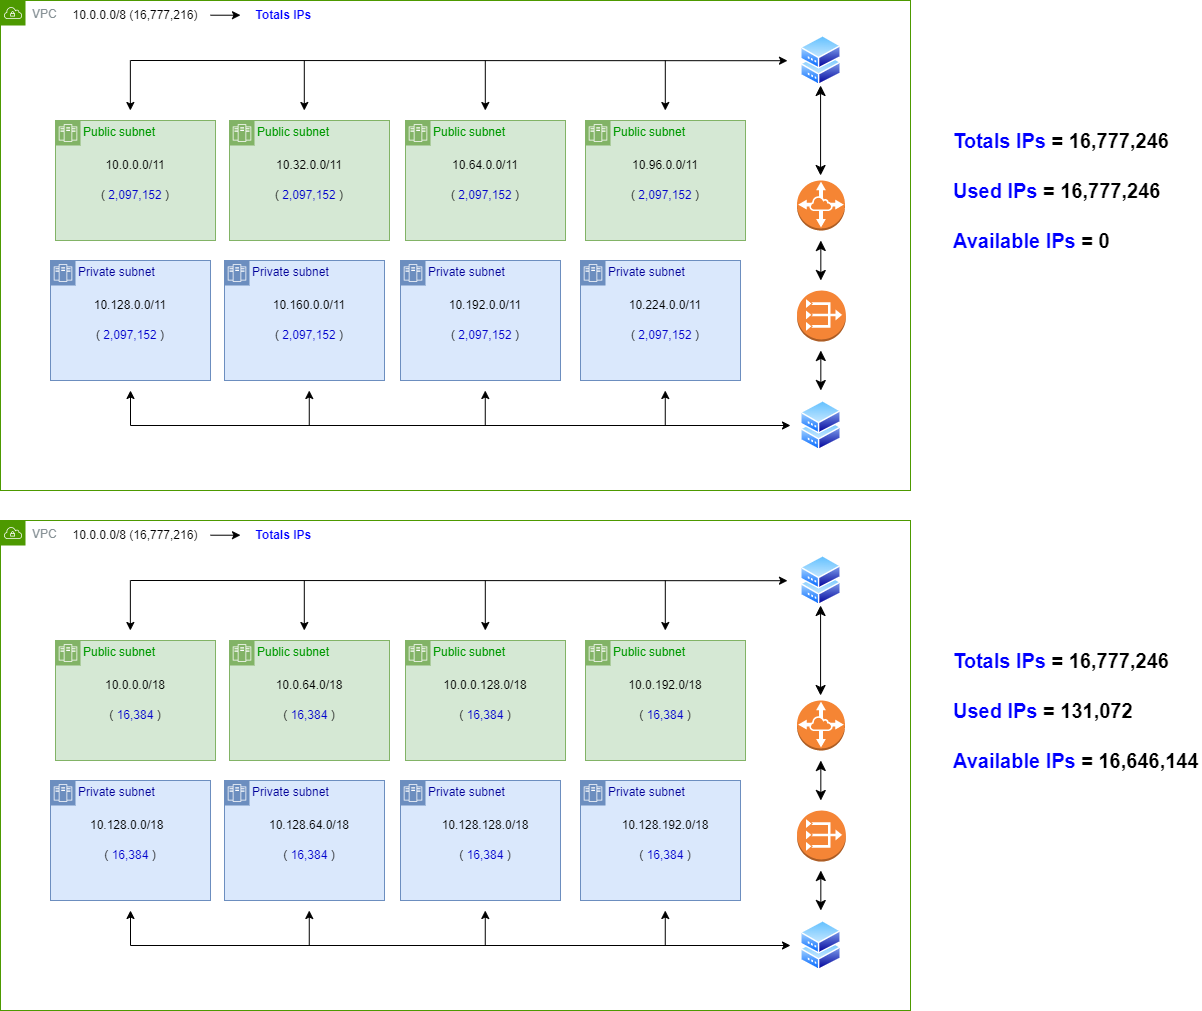 VPC 10.0.0.0/8 (16,777,216) Totals IPs
Public subnet Public subnet Public subnet Public subnet
10.0.0.0/11 10.32.0.0/11 10.64.0.0/11 10.96.0.0/11
( 2,097,152 ) ( 2,097,152 ) ( 2,097,152 ) ( 2,097,152 )
Private subnet Private subnet Private subnet Private subnet
10.128.0.0/11 10.160.0.0/11 10.192.0.0/11 10.224.0.0/11
( 2,097,152 ) ( 2,097,152 ) ( 2,097,152 ) ( 2,097,152 )
Totals IPs = 16,777,246
Used IPs = 16,777,246
Available IPs = 0
VPC 10.0.0.0/8 (16,777,216) Totals IPs
Public subnet Public subnet Public subnet Public subnet
10.0.0.0/18 10.0.64.0/18 10.0.0.128.0/18 10.0.192.0/18
( 16,384 ) ( 16,384 ) ( 16,384 ) ( 16,384 )
Private subnet Private subnet Private subnet Private subnet
10.128.0.0/18 10.128.64.0/18 10.128.128.0/18 10.128.192.0/18
( 16,384 ) ( 16,384 ) ( 16,384 ) ( 16,384 )
Totals IPs = 16,777,246
Used IPs = 131,072
Available IPs = 16,646,144